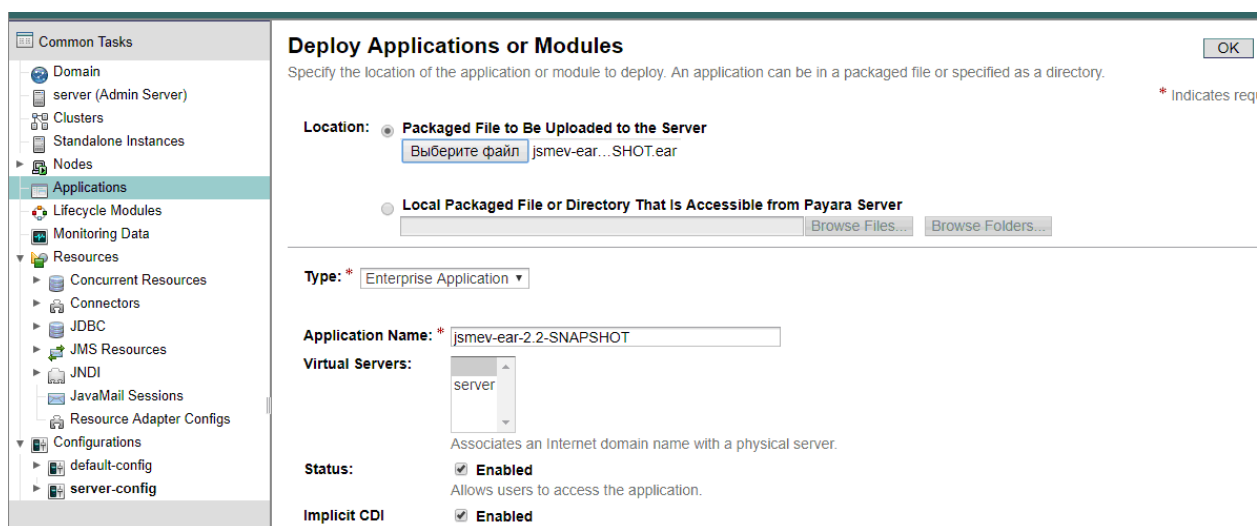 Common Tasks
Domain
server (Admin Server)
Clusters
Standalone Instances
Nodes
Applications
Lifecycle Modules
Monitoring Data
Resources
Concurrent Resources
Connectors
JDBC
JMS Resources
JNDI
JavaMail Sessions
Resource Adapter Configs
Configurations
default-config
server-config
Deploy Applications or Modules
OK
Specify the location of the application or module to deploy. An application can be in a packaged file or specified as a directory.
* Indicates requ
Location: Packaged File to Be Uploaded to the Server
Выберите файл jsmev-ear…SHOT.ear
Local Packaged File or Directory That Is Accessible from Payara Server
Browse Files... Browse Folders...
Type: * Enterprise Application
Application Name: * jsmev-ear-2.2-SNAPSHOT
Virtual Servers:
server
Associates an Internet domain name with a physical server.
Status: Enabled
Allows users to access the application.
Implicit CDI Enabled